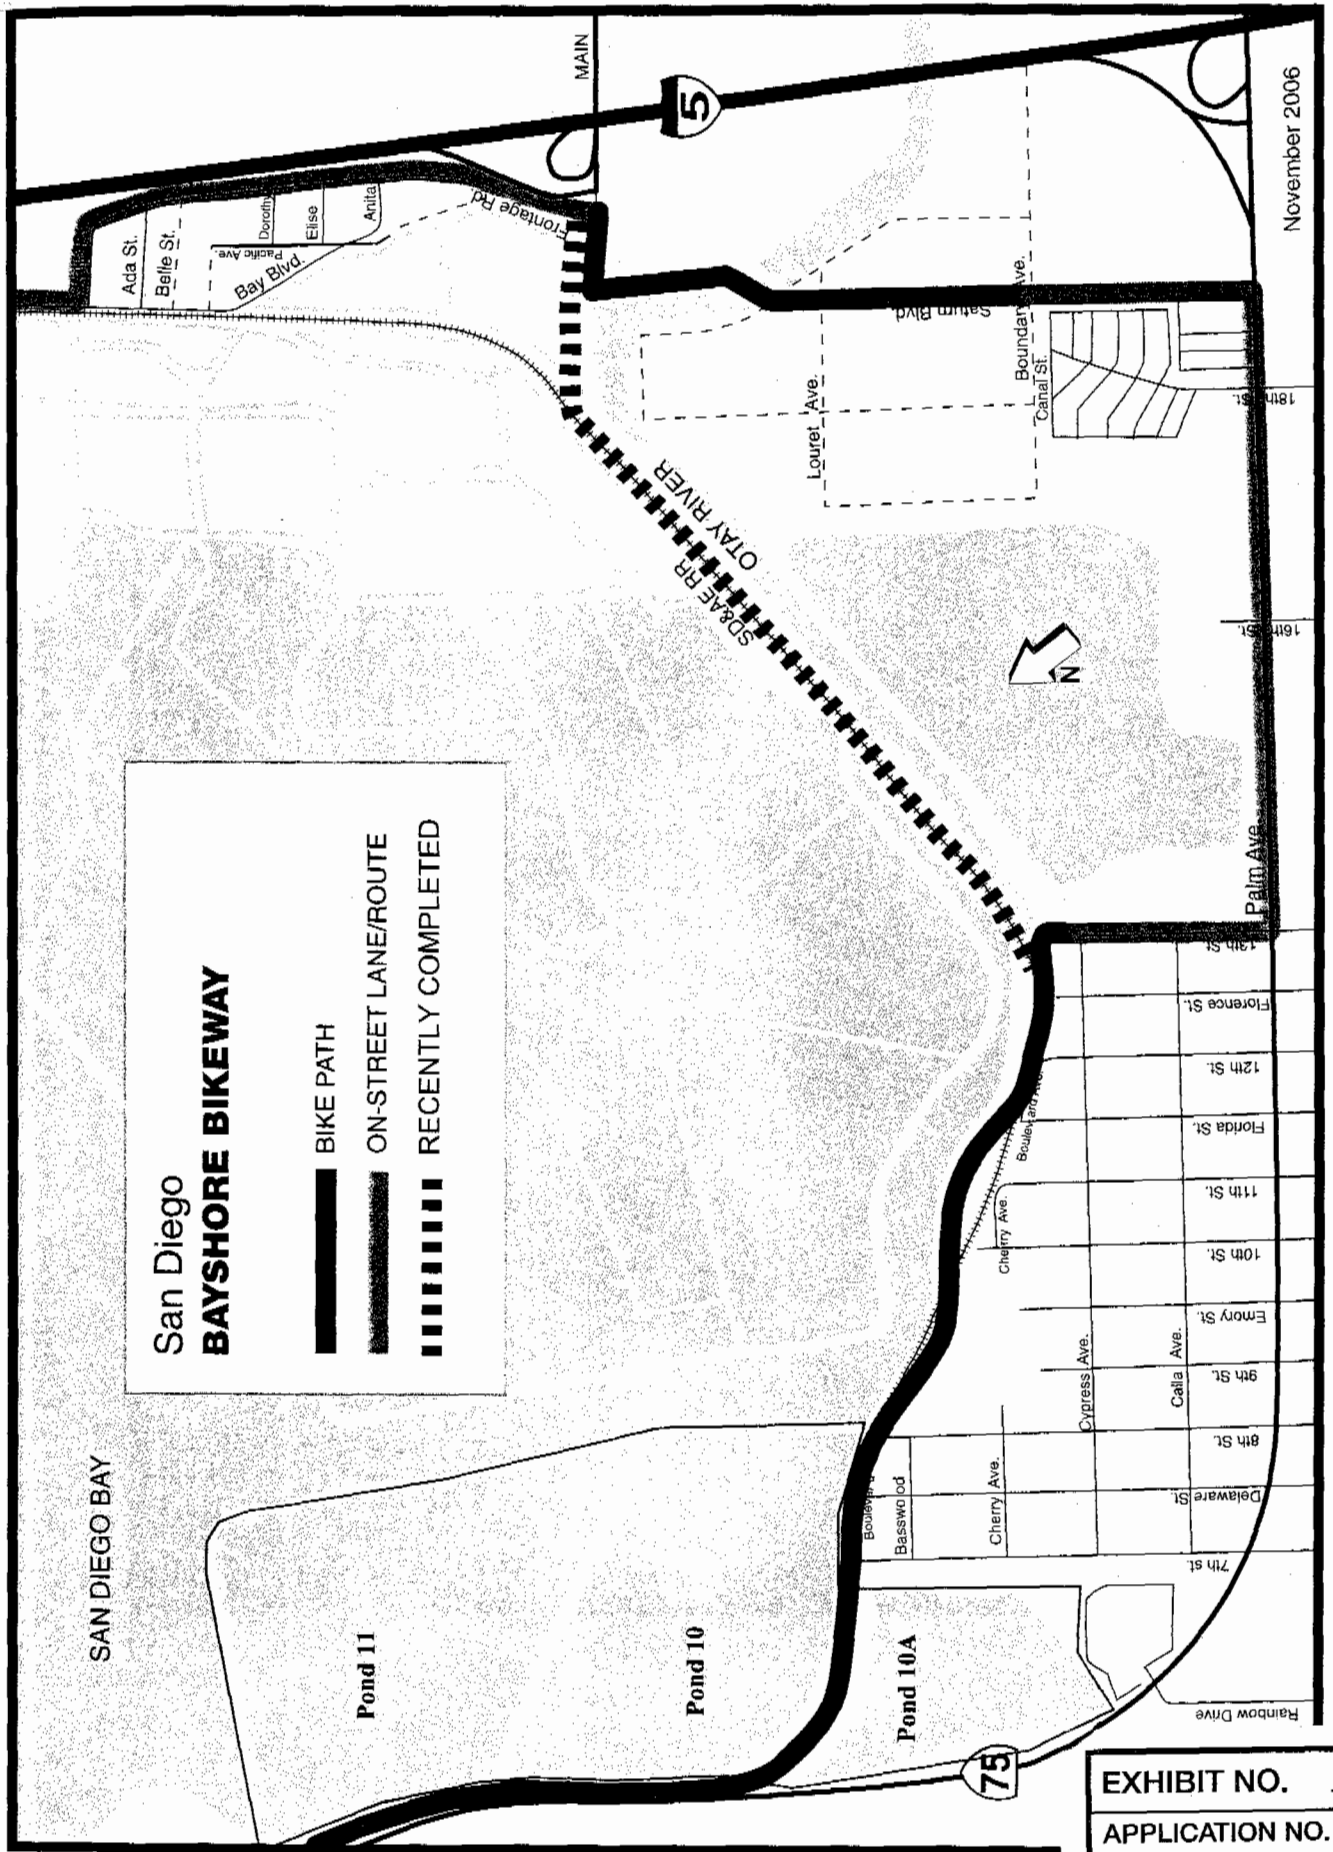 San Diego
BAYSHORE BIKEWAY
BIKE PATH
ON-STREET LANE/ROUTE
RECENTLY COMPLETED
SAN DIEGO BAY
Pond 11
Pond 10
Pond 10A
75
5
MAIN
Ada St.
Belle St.
Dorothy
Elise
Anita
Pacific Ave.
Bay Blvd.
Frontage Rd.
SD&AE RR
OTAY RIVER
Louret Ave.
Saturn Blvd.
Boundary Ave.
Canal St.
18th St.
16th St.
N
Palm Ave.
13th St.
Florence St.
12th St.
Florida St.
11th St.
10th St.
Emory St.
9th St.
8th St.
Delaware St.
7th st.
Rainbow Drive
Boulevard Ave.
Cherry Ave.
Cypress Ave.
Calla Ave.
Boulevard
Basswood
Cherry Ave.
November 2006
EXHIBIT NO.
APPLICATION NO.